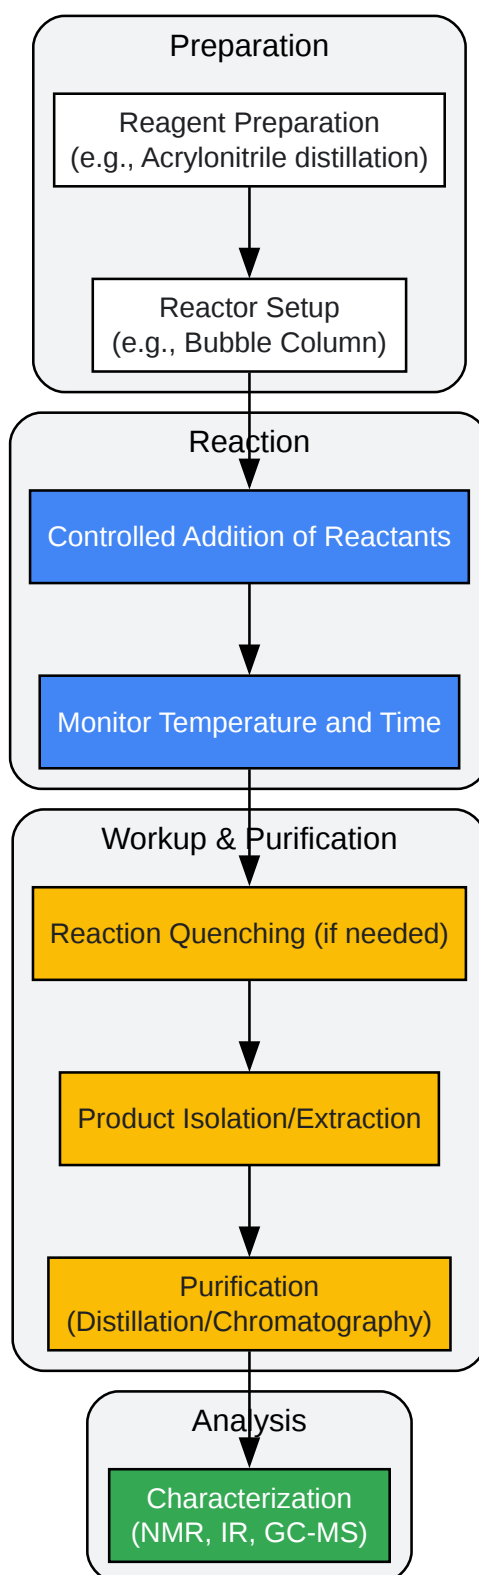 Preparation
Reagent Preparation
(e.g., Acrylonitrile distillation)
Reactor Setup
(e.g., Bubble Column)
Reaction
Controlled Addition of Reactants
Monitor Temperature and Time
Workup & Purification
Reaction Quenching (if needed)
Product Isolation/Extraction
Purification
(Distillation/Chromatography)
Analysis
Characterization
(NMR, IR, GC-MS)